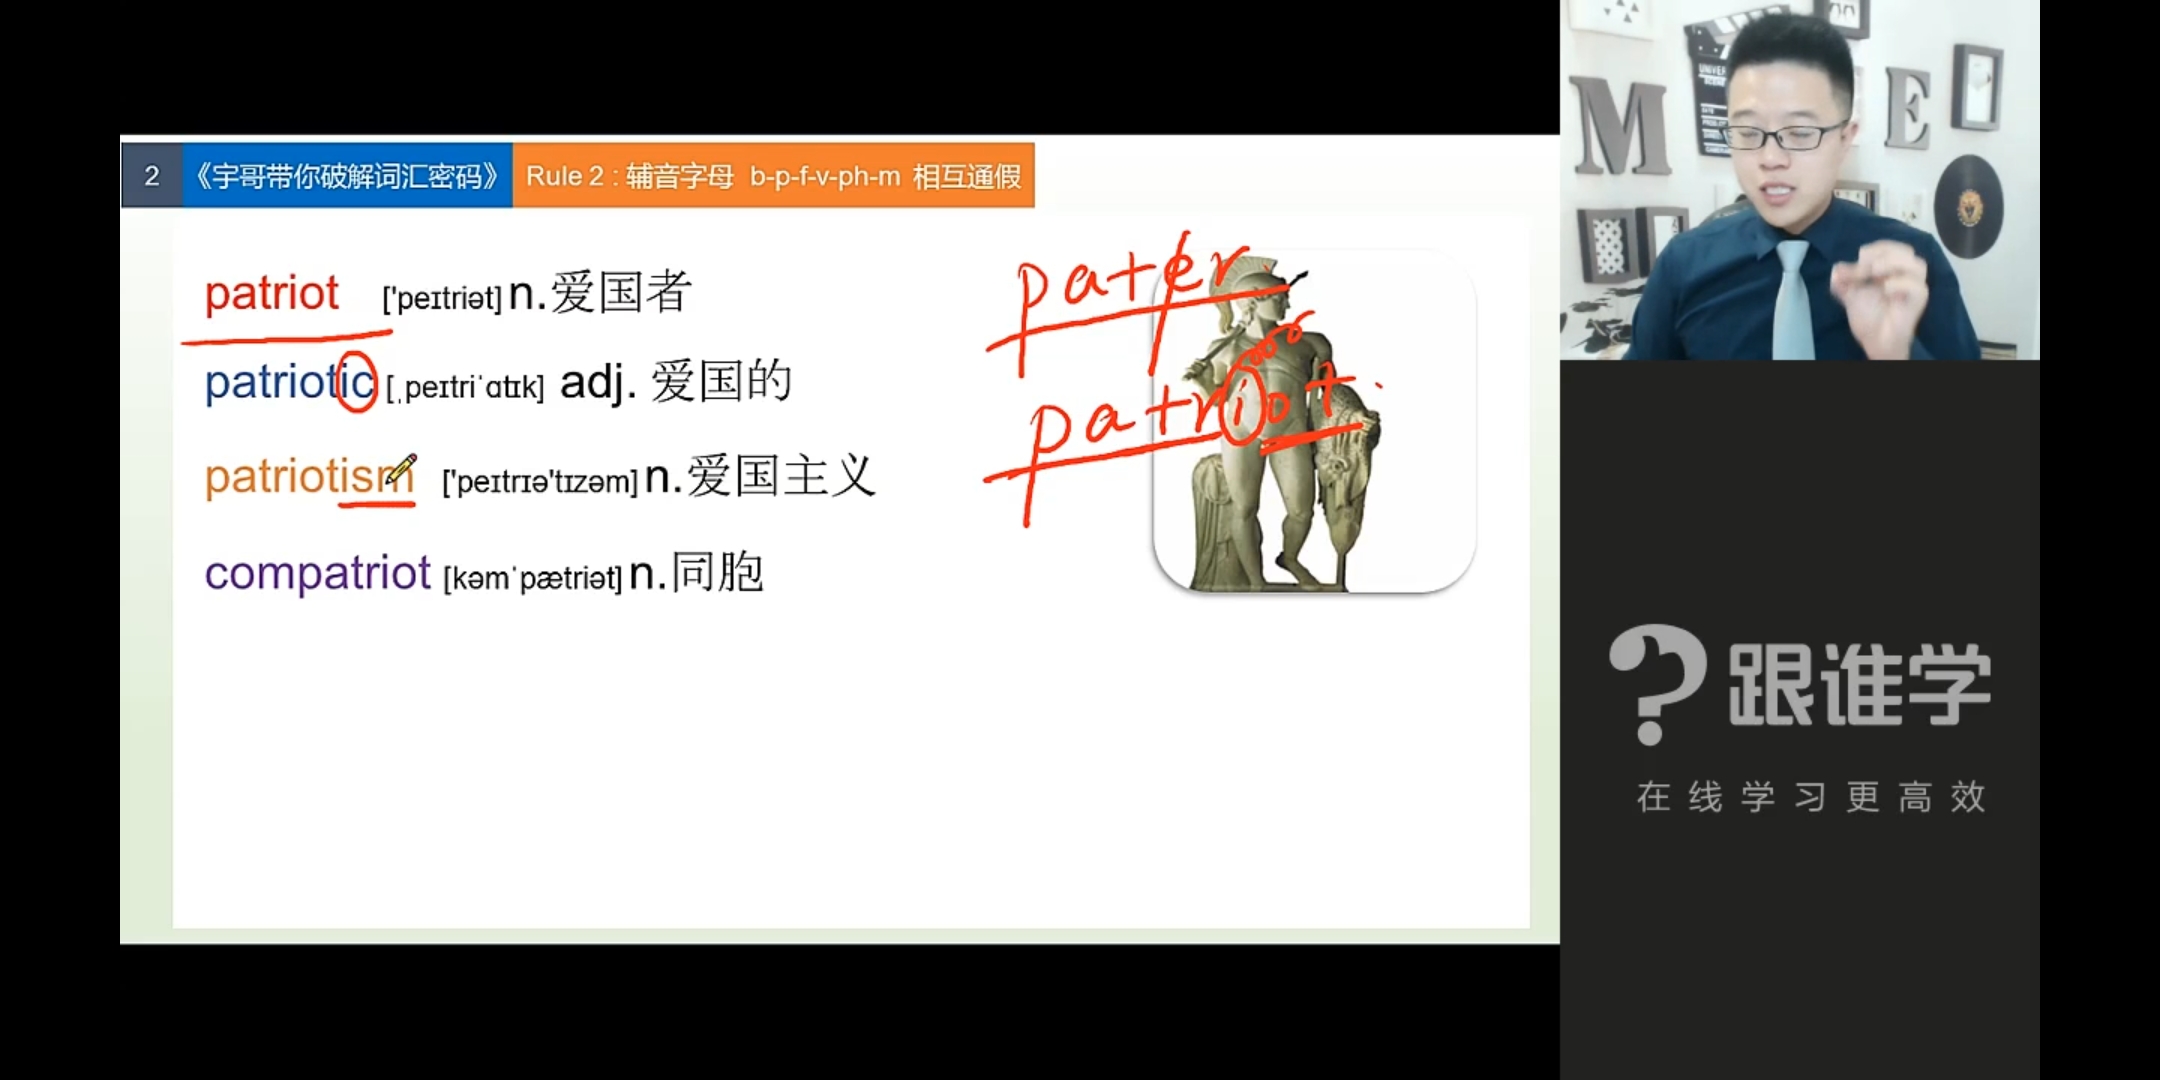 2 《宇哥带你破解词汇密码》 Rule 2 : 辅音字母 b-p-f-v-ph-m 相互通假
patriot ['peɪtriət] n.爱国者
patriotic [ˌpeɪtriˈɑtɪk] adj. 爱国的
patriotism ['peɪtrɪə'tɪzəm] n.爱国主义
compatriot [kəmˈpætriət] n.同胞
pater
patriot
M E
跟谁学
在线学习更高效